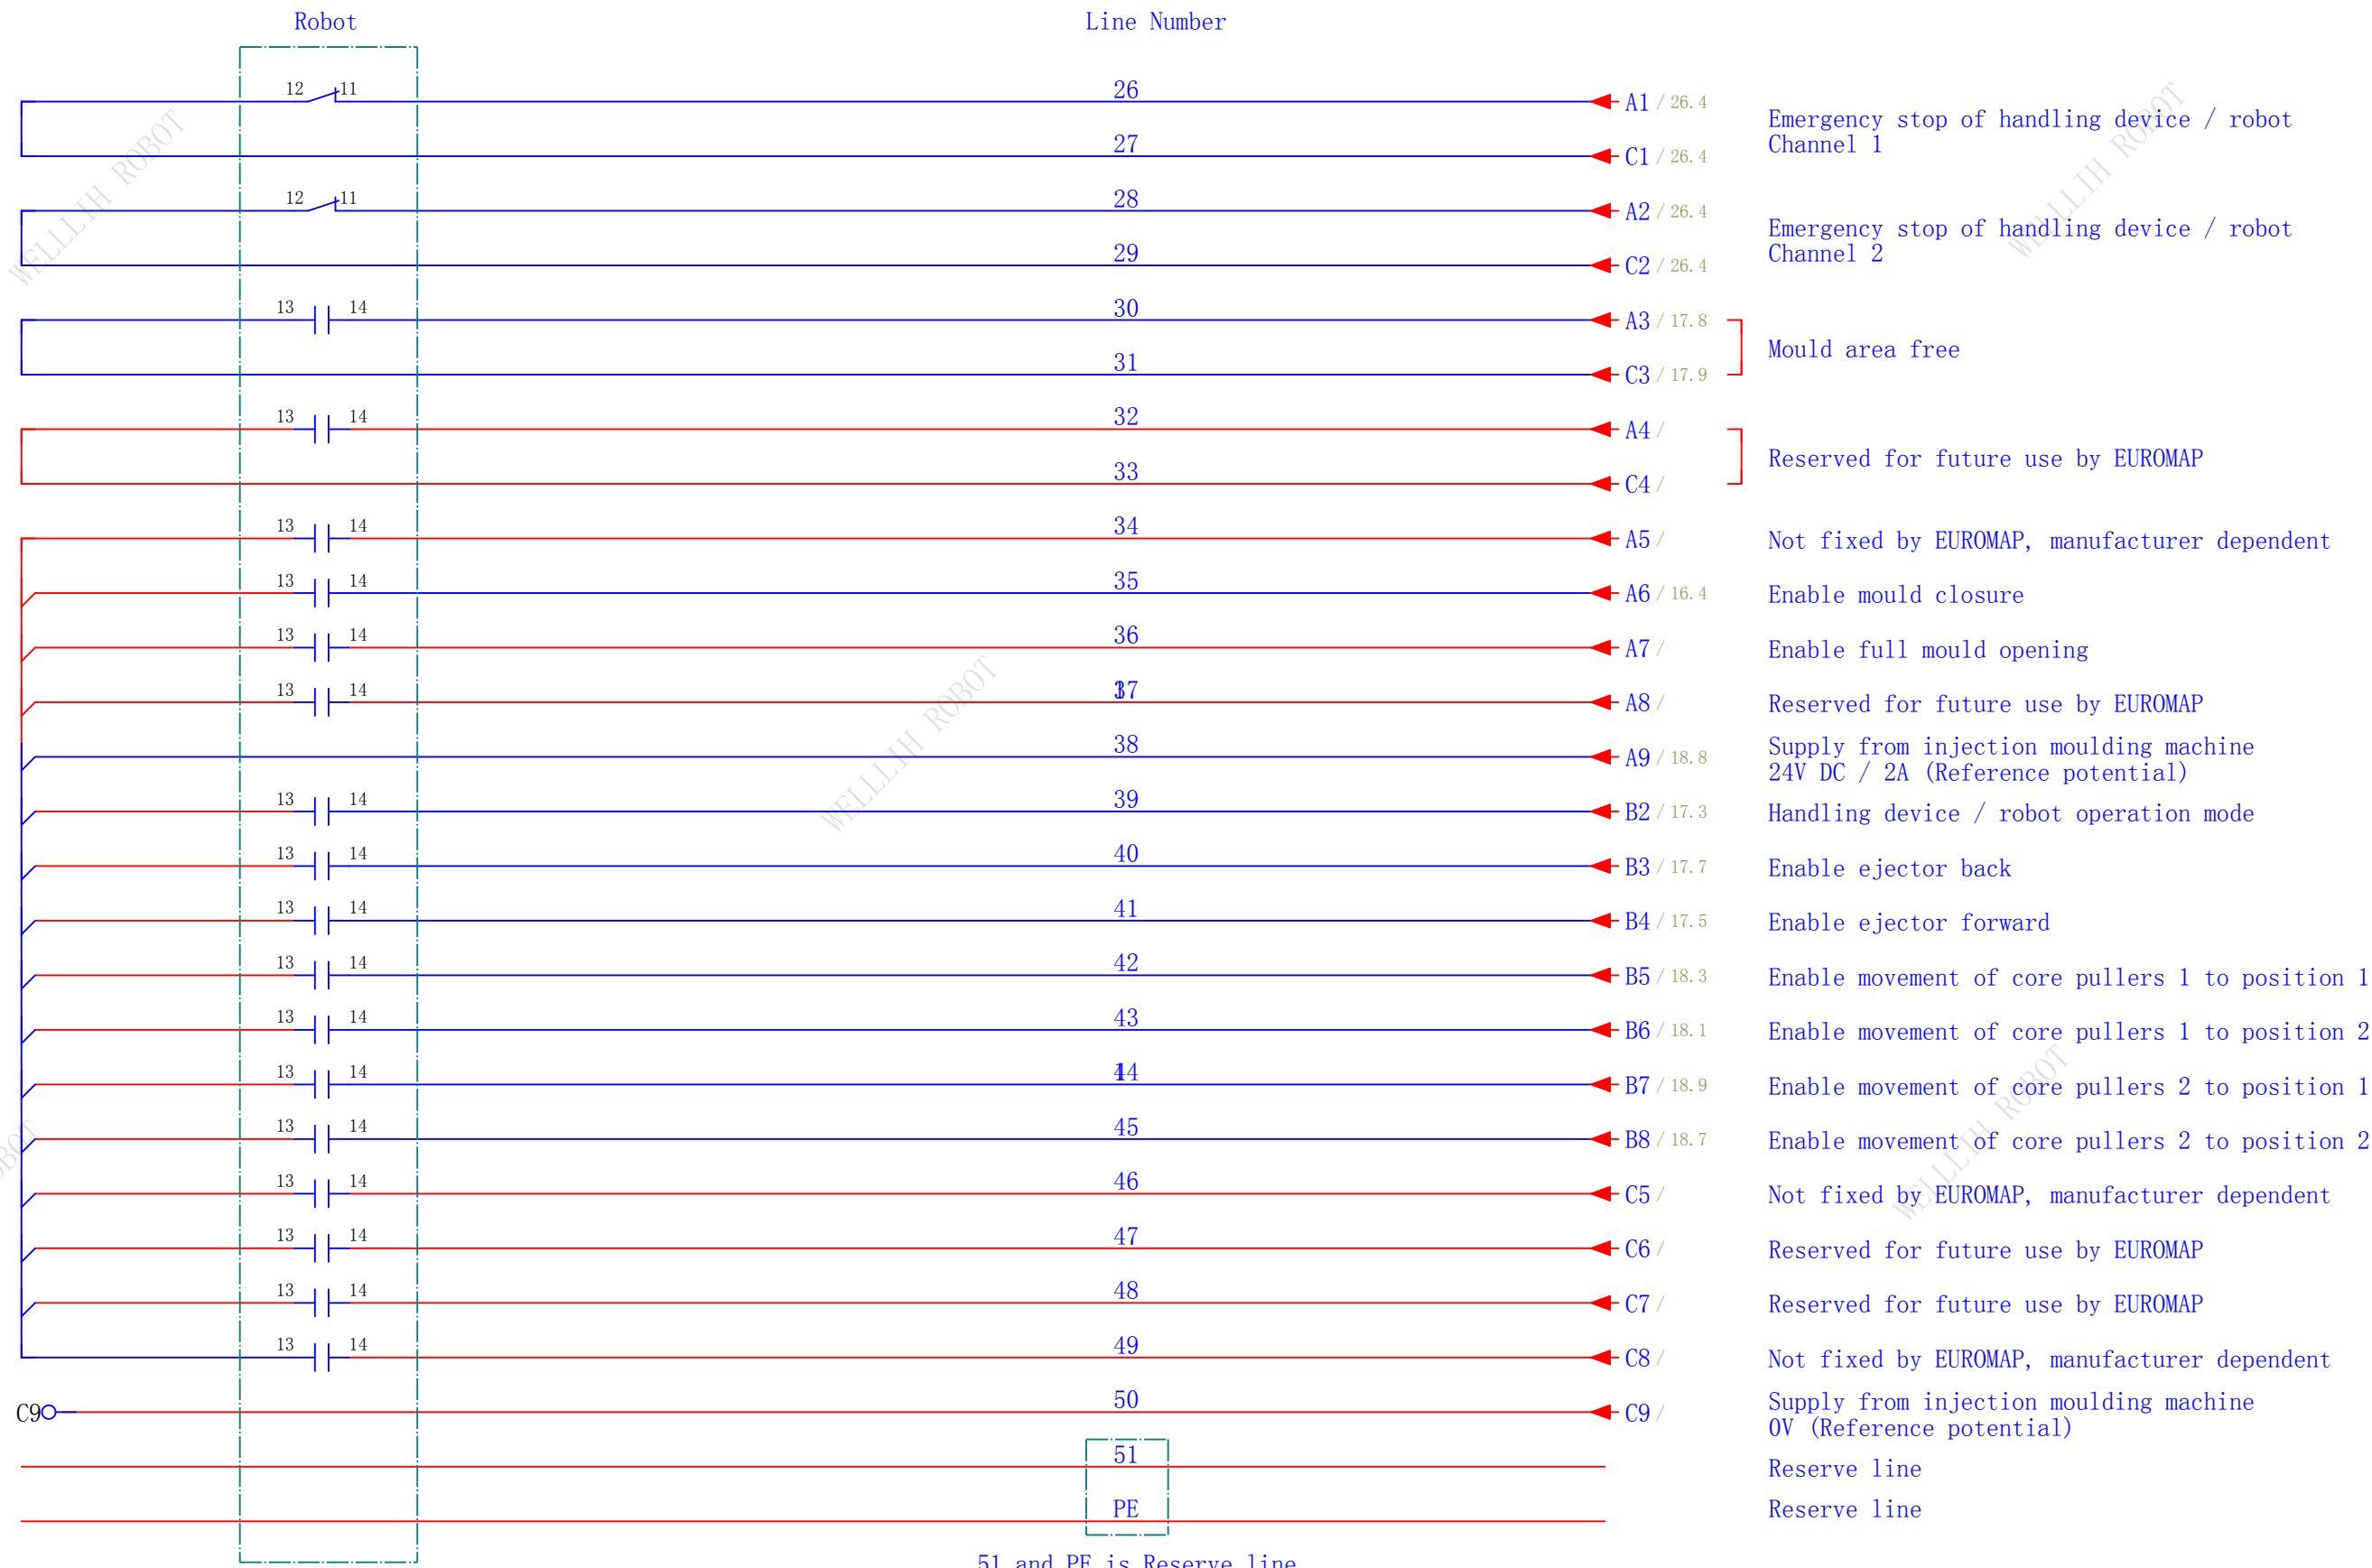 Robot Line Number
12 11 26 A1 / 26.4
Emergency stop of handling device / robot
Channel 1
27 C1 / 26.4
12 11 28 A2 / 26.4
Emergency stop of handling device / robot
Channel 2
29 C2 / 26.4
13 14 30 A3 / 17.8
Mould area free
31 C3 / 17.9
13 14 32 A4 /
Reserved for future use by EUROMAP
33 C4 /
13 14 34 A5 / Not fixed by EUROMAP, manufacturer dependent
13 14 35 A6 / 16.4 Enable mould closure
13 14 36 A7 / Enable full mould opening
13 14 37 A8 / Reserved for future use by EUROMAP
38 A9 / 18.8 Supply from injection moulding machine
24V DC / 2A (Reference potential)
13 14 39 B2 / 17.3 Handling device / robot operation mode
13 14 40 B3 / 17.7 Enable ejector back
13 14 41 B4 / 17.5 Enable ejector forward
13 14 42 B5 / 18.3 Enable movement of core pullers 1 to position 1
13 14 43 B6 / 18.1 Enable movement of core pullers 1 to position 2
13 14 44 B7 / 18.9 Enable movement of core pullers 2 to position 1
13 14 45 B8 / 18.7 Enable movement of core pullers 2 to position 2
13 14 46 C5 / Not fixed by EUROMAP, manufacturer dependent
13 14 47 C6 / Reserved for future use by EUROMAP
13 14 48 C7 / Reserved for future use by EUROMAP
13 14 49 C8 / Not fixed by EUROMAP, manufacturer dependent
C9 50 C9 / Supply from injection moulding machine
0V (Reference potential)
51 Reserve line
PE Reserve line
51 and PE is Reserve line
WELLLIH ROBOT
WELLLIH ROBOT
WELLLIH ROBOT
WELLLIH ROBOT